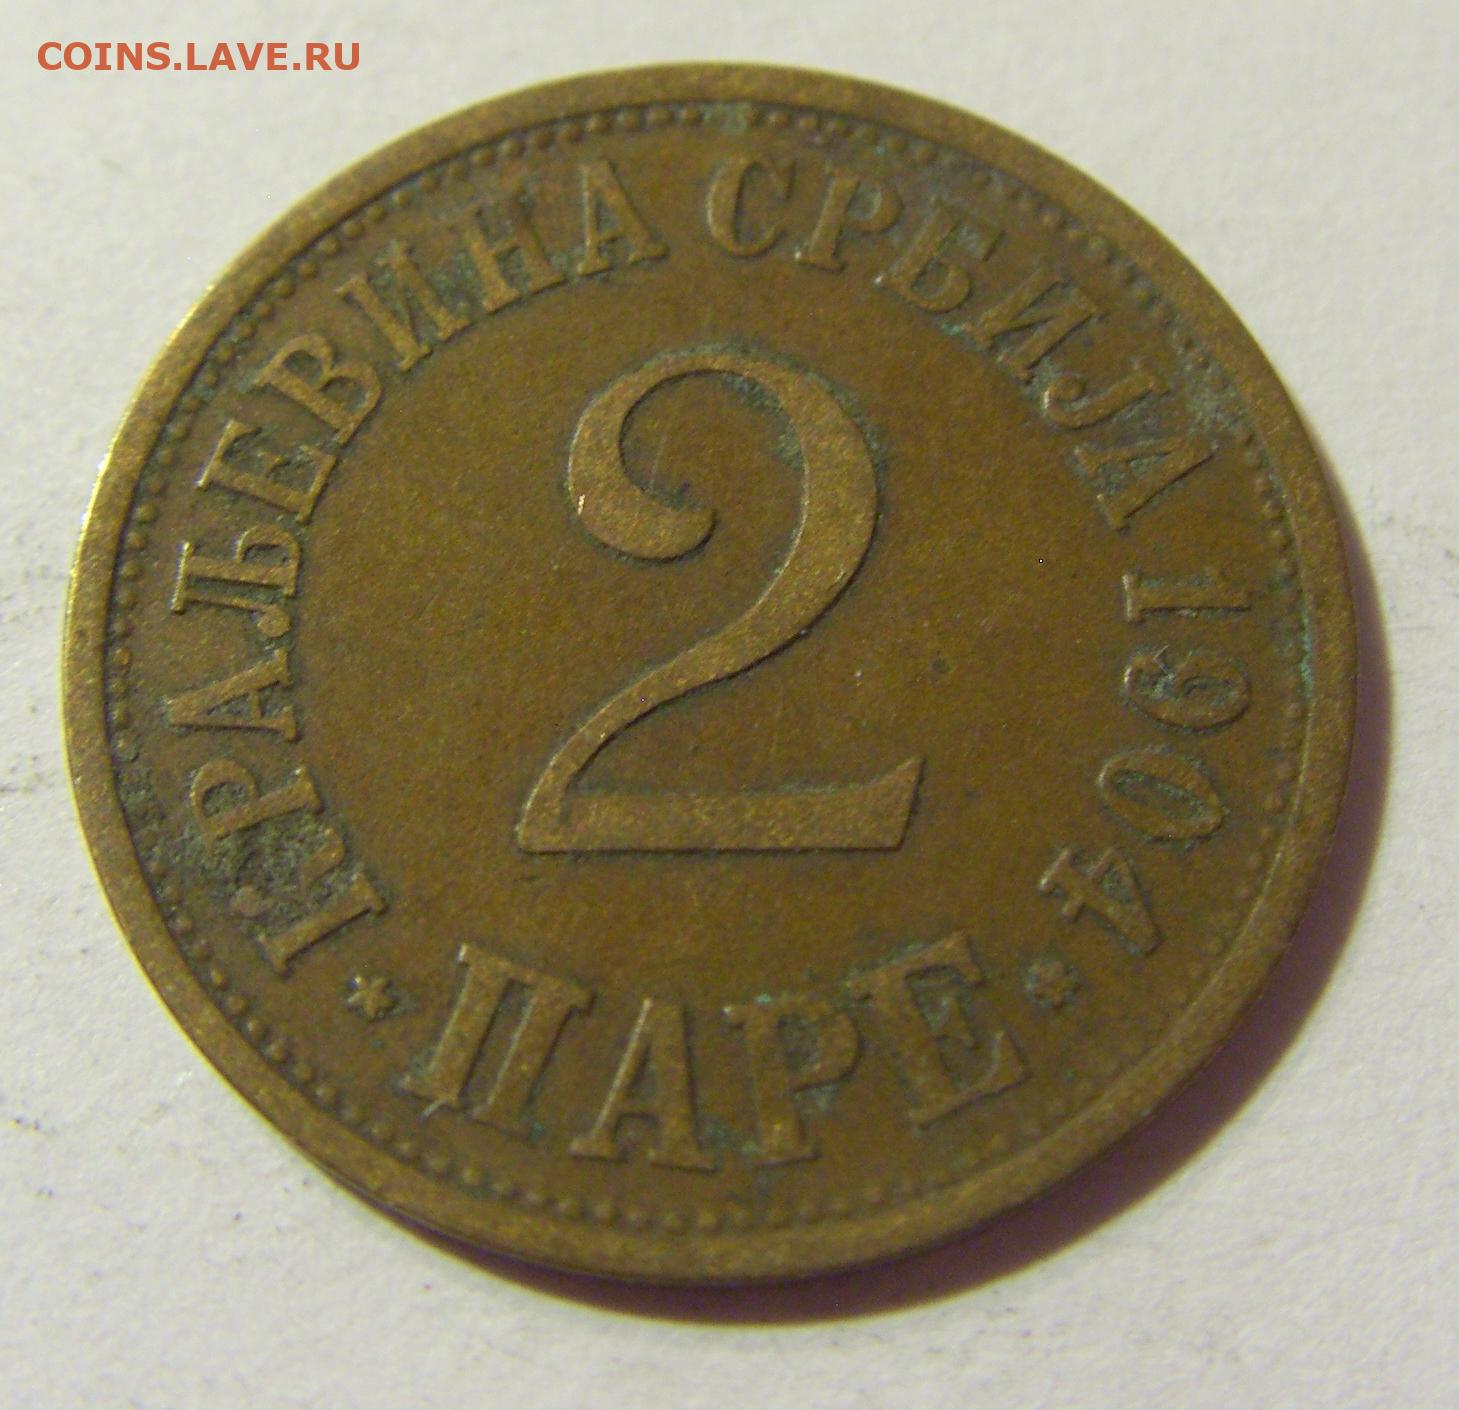 COINS.LAVE.RU
КРАЉЕВИНА СРБИЈА 1904
2
ПАРЕ